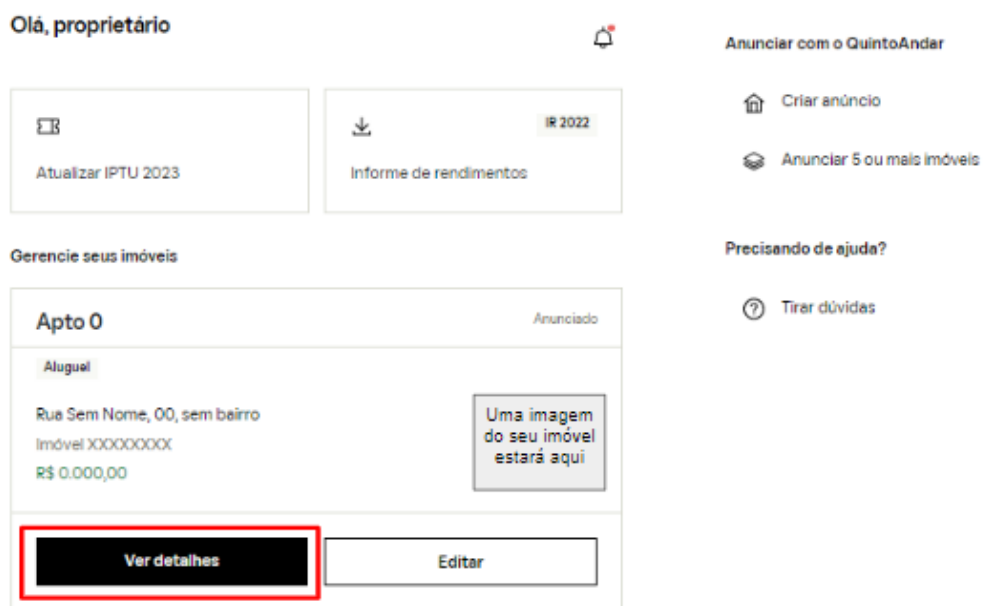 Olá, proprietário
Atualizar IPTU 2023
IR 2022
Informe de rendimentos
Gerencie seus imóveis
Apto 0
Anunciado
Aluguel
Rua Sem Nome, 00, sem bairro
Imóvel XXXXXXXX
R$ 0.000,00
Uma imagem
do seu imóvel
estará aqui
Ver detalhes
Editar
Anunciar com o QuintoAndar
Criar anúncio
Anunciar 5 ou mais imóveis
Precisando de ajuda?
Tirar dúvidas